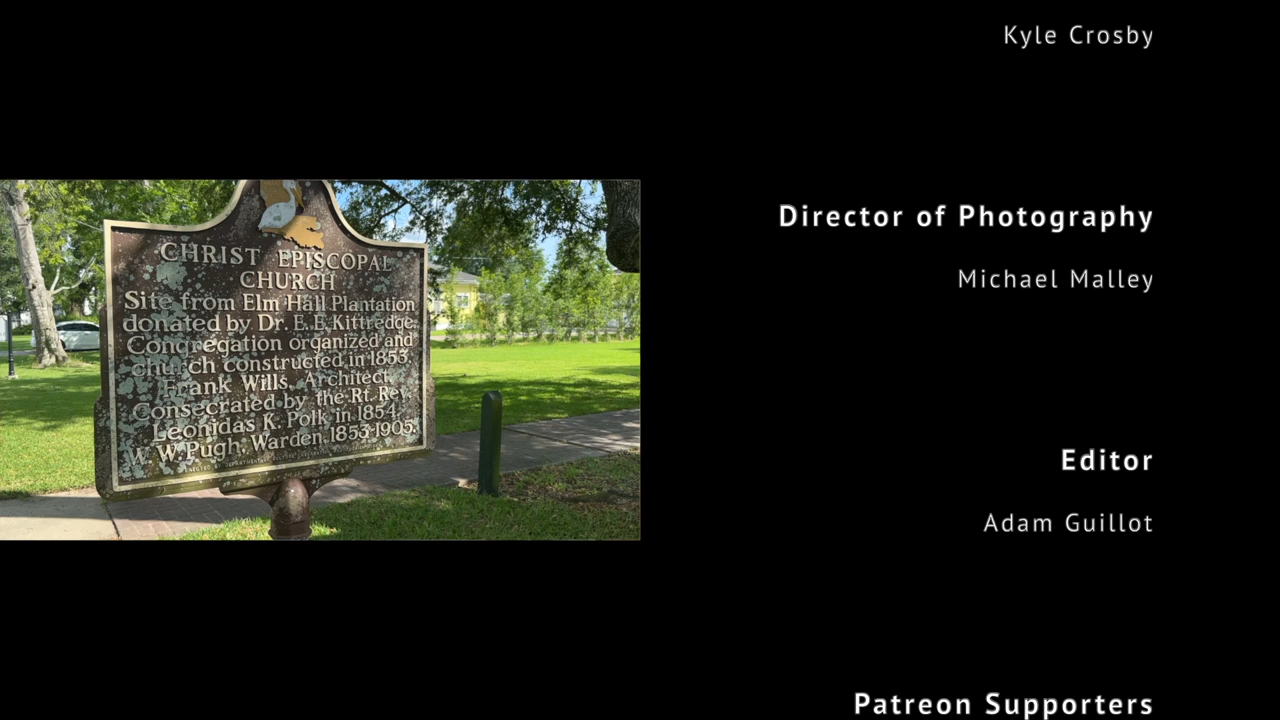 CHRIST EPISCOPAL
CHURCH
Site from Elm Hall Plantation
donated by Dr. E. E. Kittredge.
Congregation organized and
church constructed in 1853.
Frank Wills, Architect.
Consecrated by the Rt. Rev.
Leonidas K. Polk in 1854.
W. W. Pugh, Warden, 1853-1905.
Kyle Crosby
Director of Photography
Michael Malley
Editor
Adam Guillot
Patreon Supporters